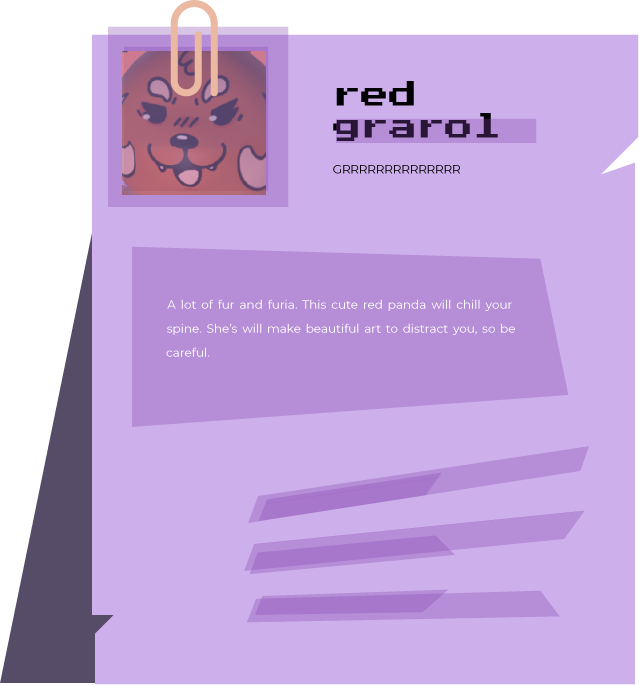 red
grarol
GRRRRRRRRRRRRRR
A lot of fur and furia. This cute red panda will chill your
spine. She's will make beautiful art to distract you, so be
careful.